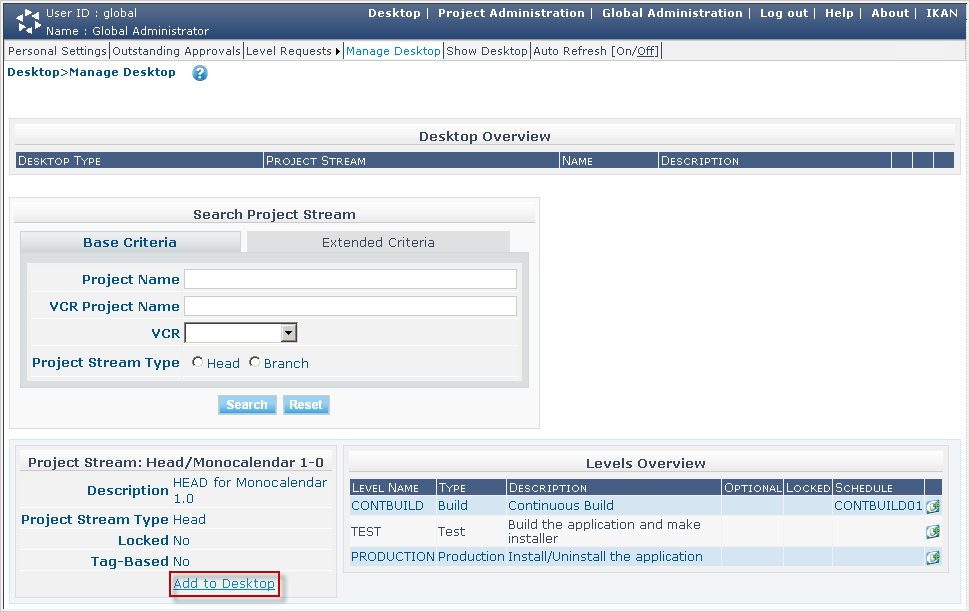 User ID : global
Desktop | Project Administration | Global Administration | Log out | Help | About | IKAN
Name : Global Administrator
Personal Settings | Outstanding Approvals | Level Requests | Manage Desktop | Show Desktop | Auto Refresh [On/Off] |
Desktop>Manage Desktop ?
Desktop Overview
Desktop Type Project Stream Name Description
Search Project Stream
Base Criteria Extended Criteria
Project Name
VCR Project Name
VCR
Project Stream Type Head Branch
Search Reset
Project Stream: Head/Monocalendar 1-0
Description HEAD for Monocalendar
1.0
Project Stream Type Head
Locked No
Tag-Based No
Add to Desktop
Levels Overview
Level Name Type Description Optional Locked Schedule
CONTBUILD Build Continuous Build CONTBUILD01
TEST Test Build the application and make
installer
PRODUCTION Production Install/Uninstall the application